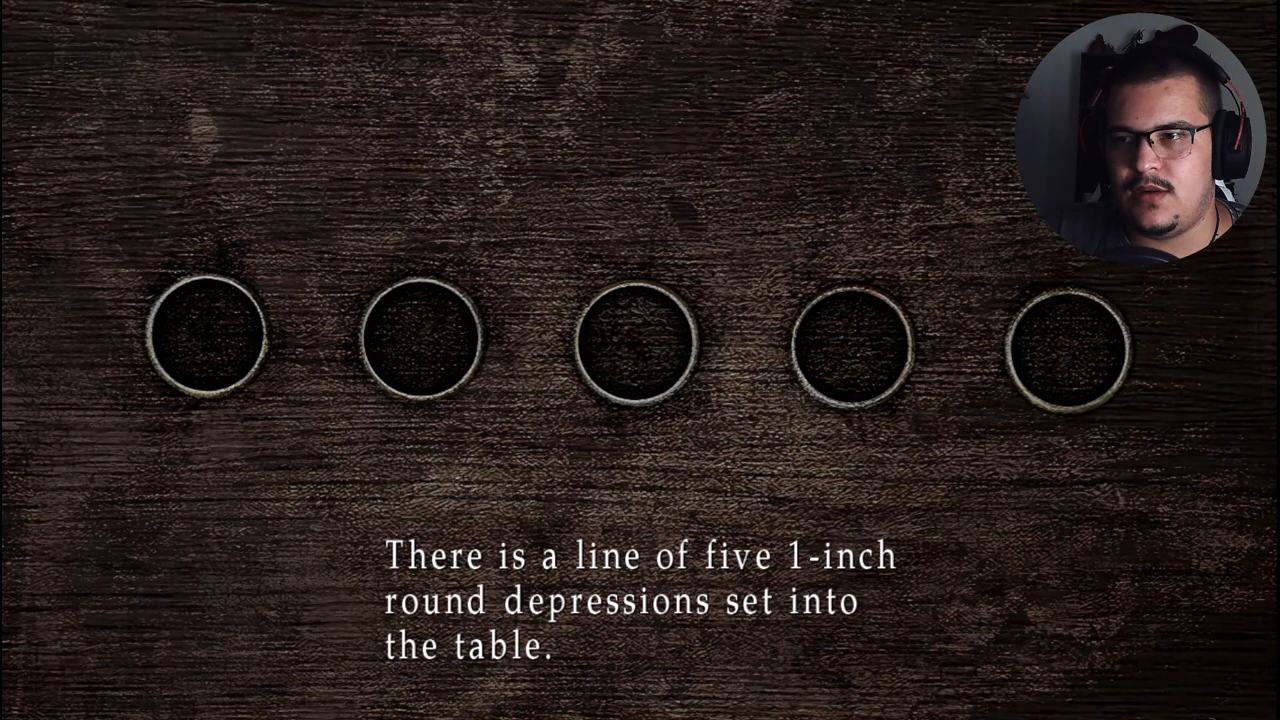 There is a line of five 1-inch
round depressions set into
the table.